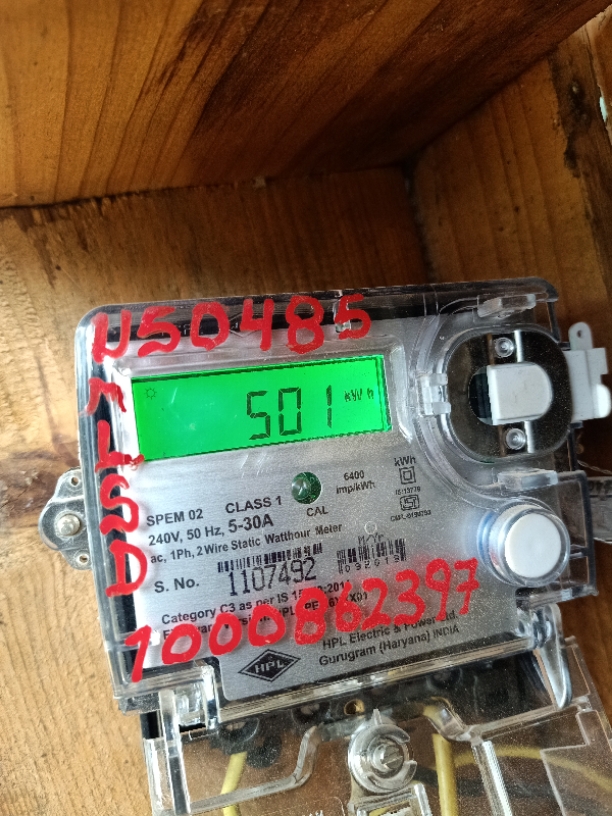 N50485
501 kWh
6400
imp/kWh
kWh
CAL
SPEM 02 CLASS 1
240V, 50 Hz, 5-30A
ac, 1Ph, 2 Wire Static Watthour Meter
S. No. 1107492
Category C3 as per IS
1000862397
HPL Electric & Power Ltd.
Gurugram (Haryana) INDIA
HPL